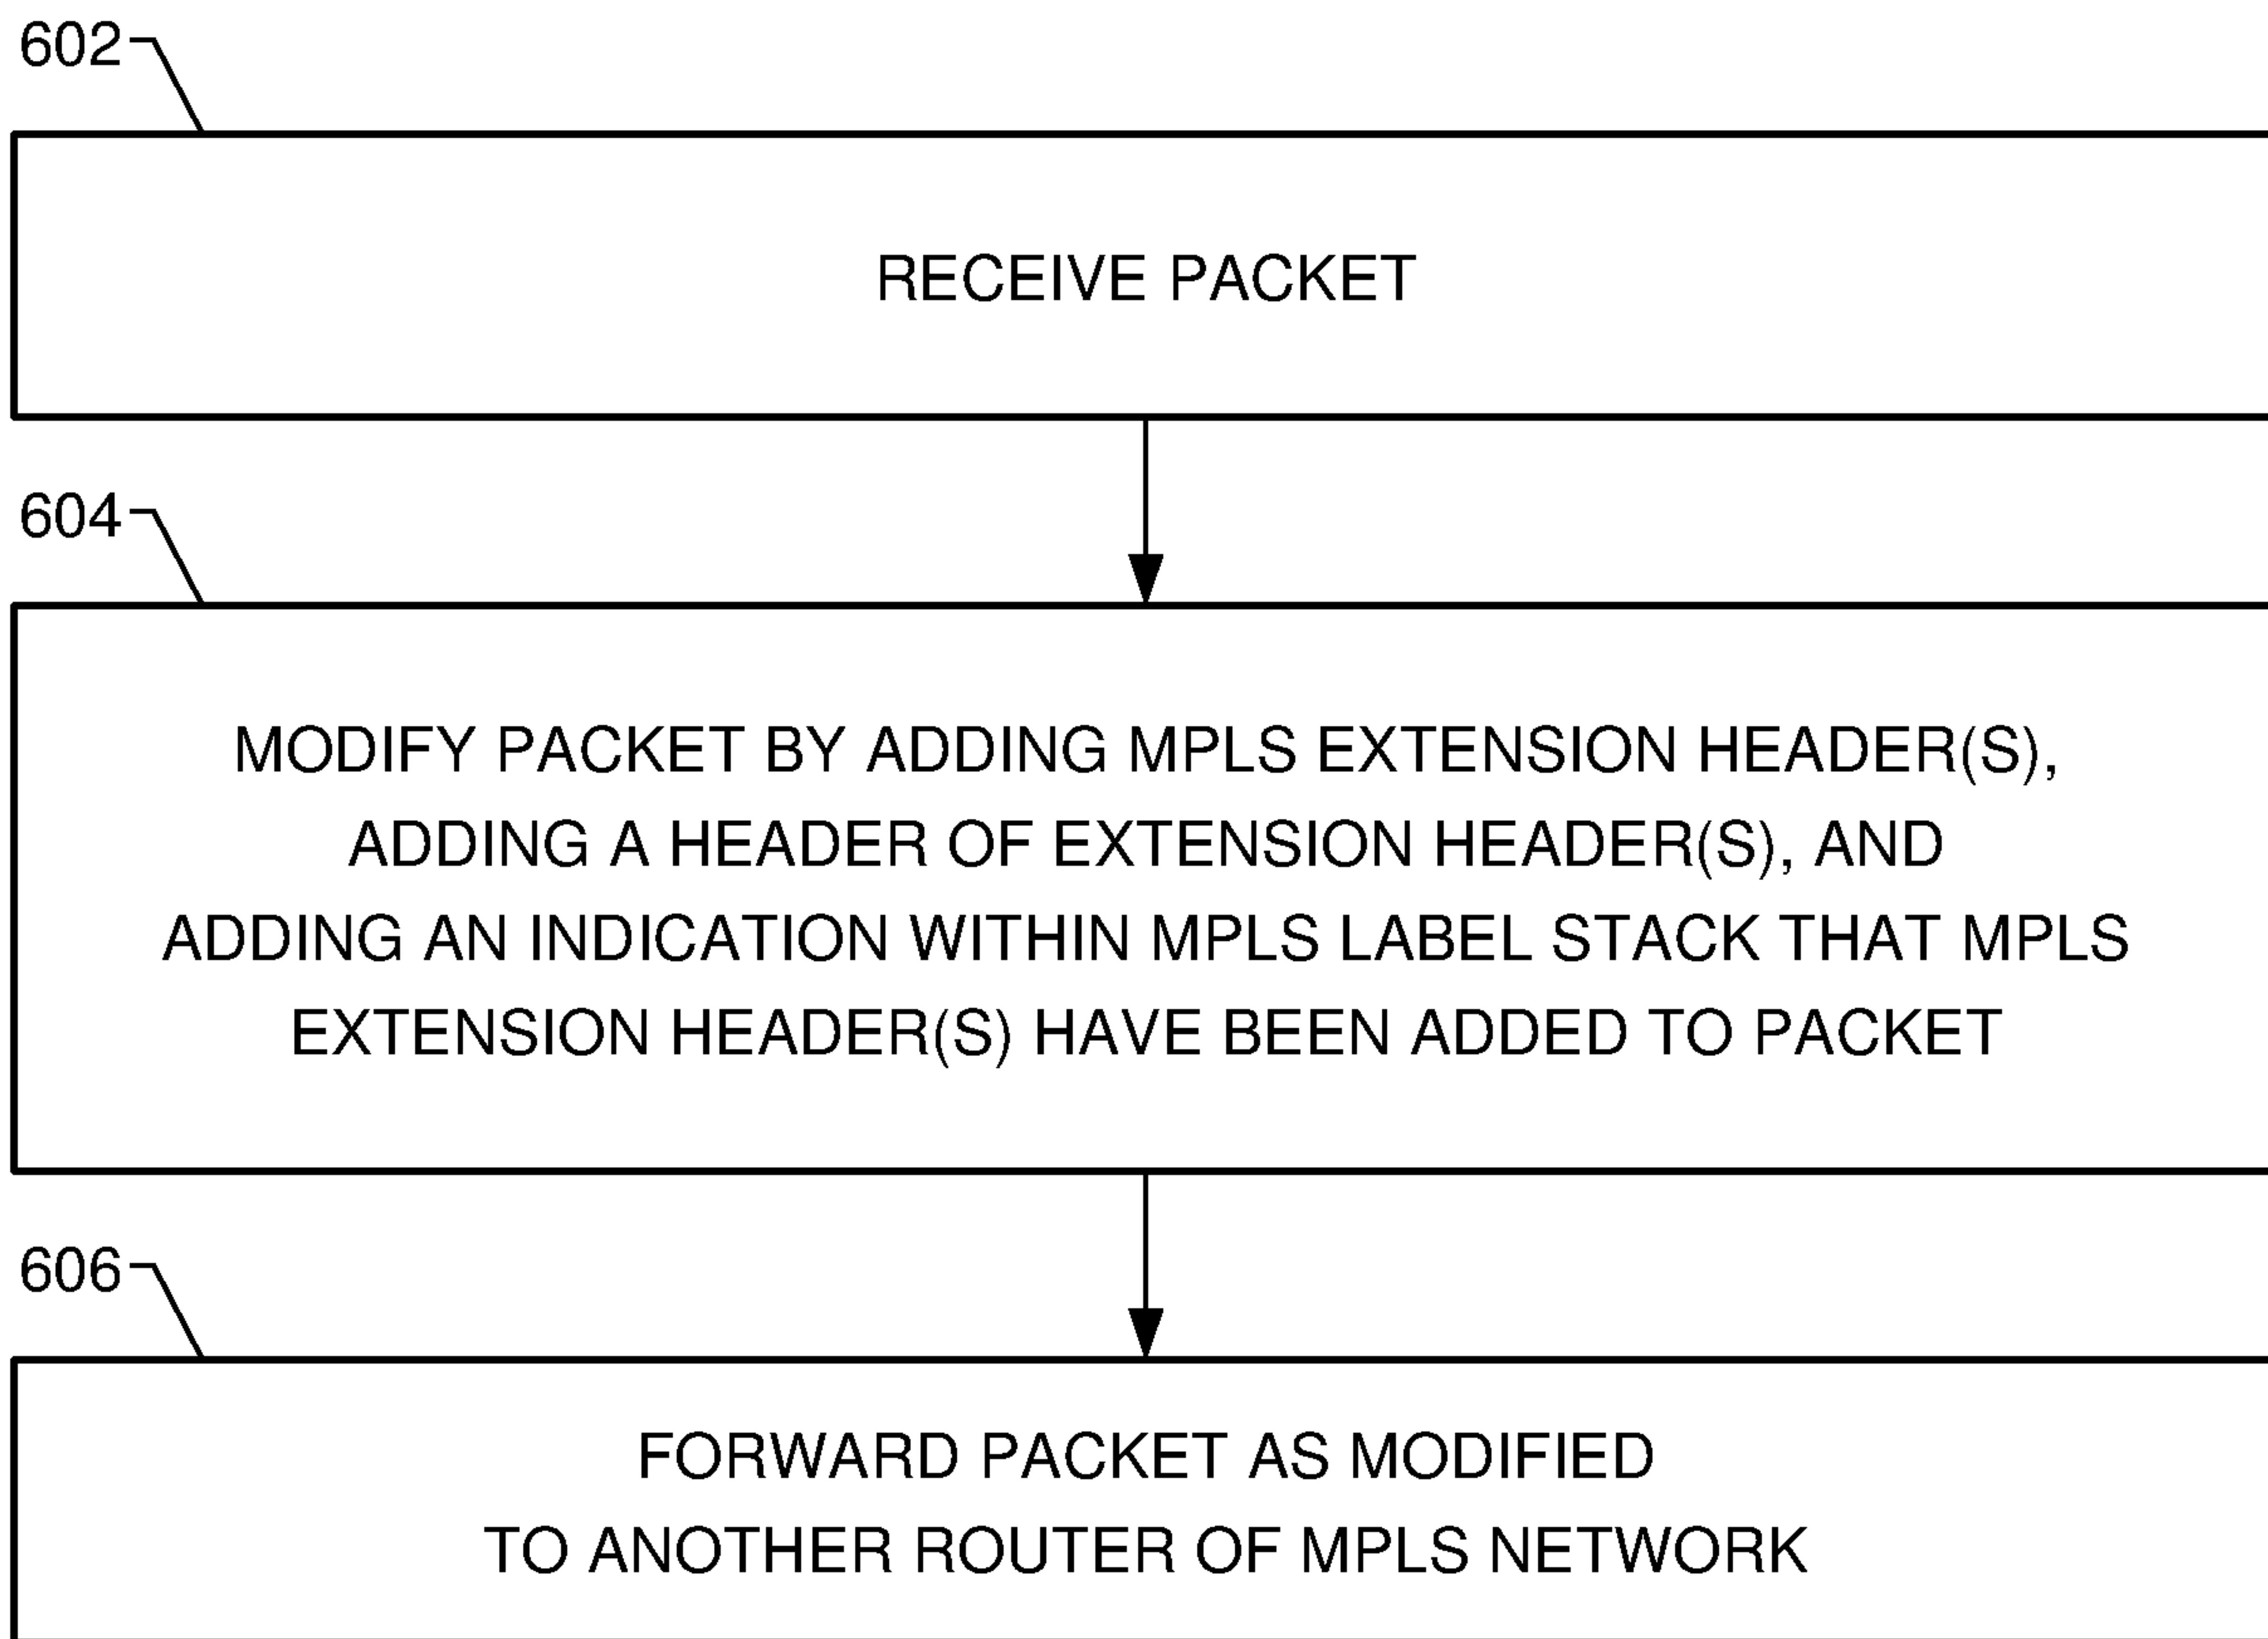 602
RECEIVE PACKET
604
MODIFY PACKET BY ADDING MPLS EXTENSION HEADER(S),
ADDING A HEADER OF EXTENSION HEADER(S), AND
ADDING AN INDICATION WITHIN MPLS LABEL STACK THAT MPLS
EXTENSION HEADER(S) HAVE BEEN ADDED TO PACKET
606
FORWARD PACKET AS MODIFIED
TO ANOTHER ROUTER OF MPLS NETWORK